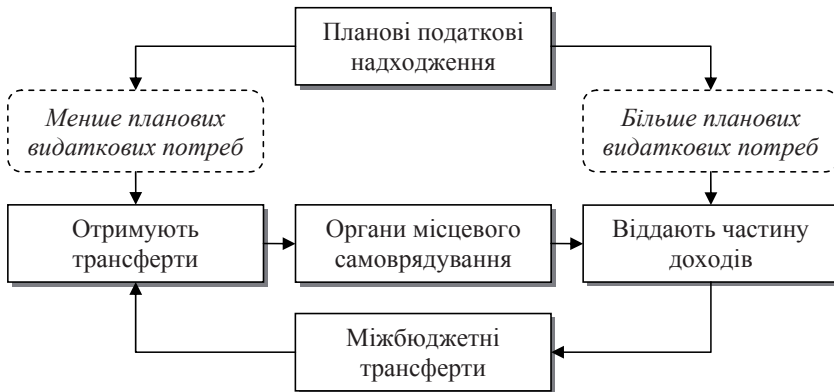 Планові податкові
надходження
Менше планових
видаткових потреб
Більше планових
видаткових потреб
Отримують
трансферти
Органи місцевого
самоврядування
Віддають частину
доходів
Міжбюджетні
трансферти